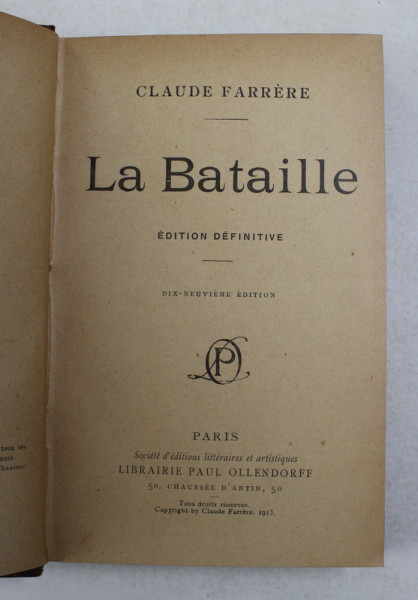 CLAUDE FARRÈRE
La Bataille
ÉDITION DÉFINITIVE
DIX-NEUVIÈME ÉDITION
PARIS
Société d'éditions littéraires et artistiques
LIBRAIRIE PAUL OLLENDORFF
50, CHAUSSÉE D'ANTIN, 50
Tous droits réservés.
Copyright by Claude Farrère, 1913.